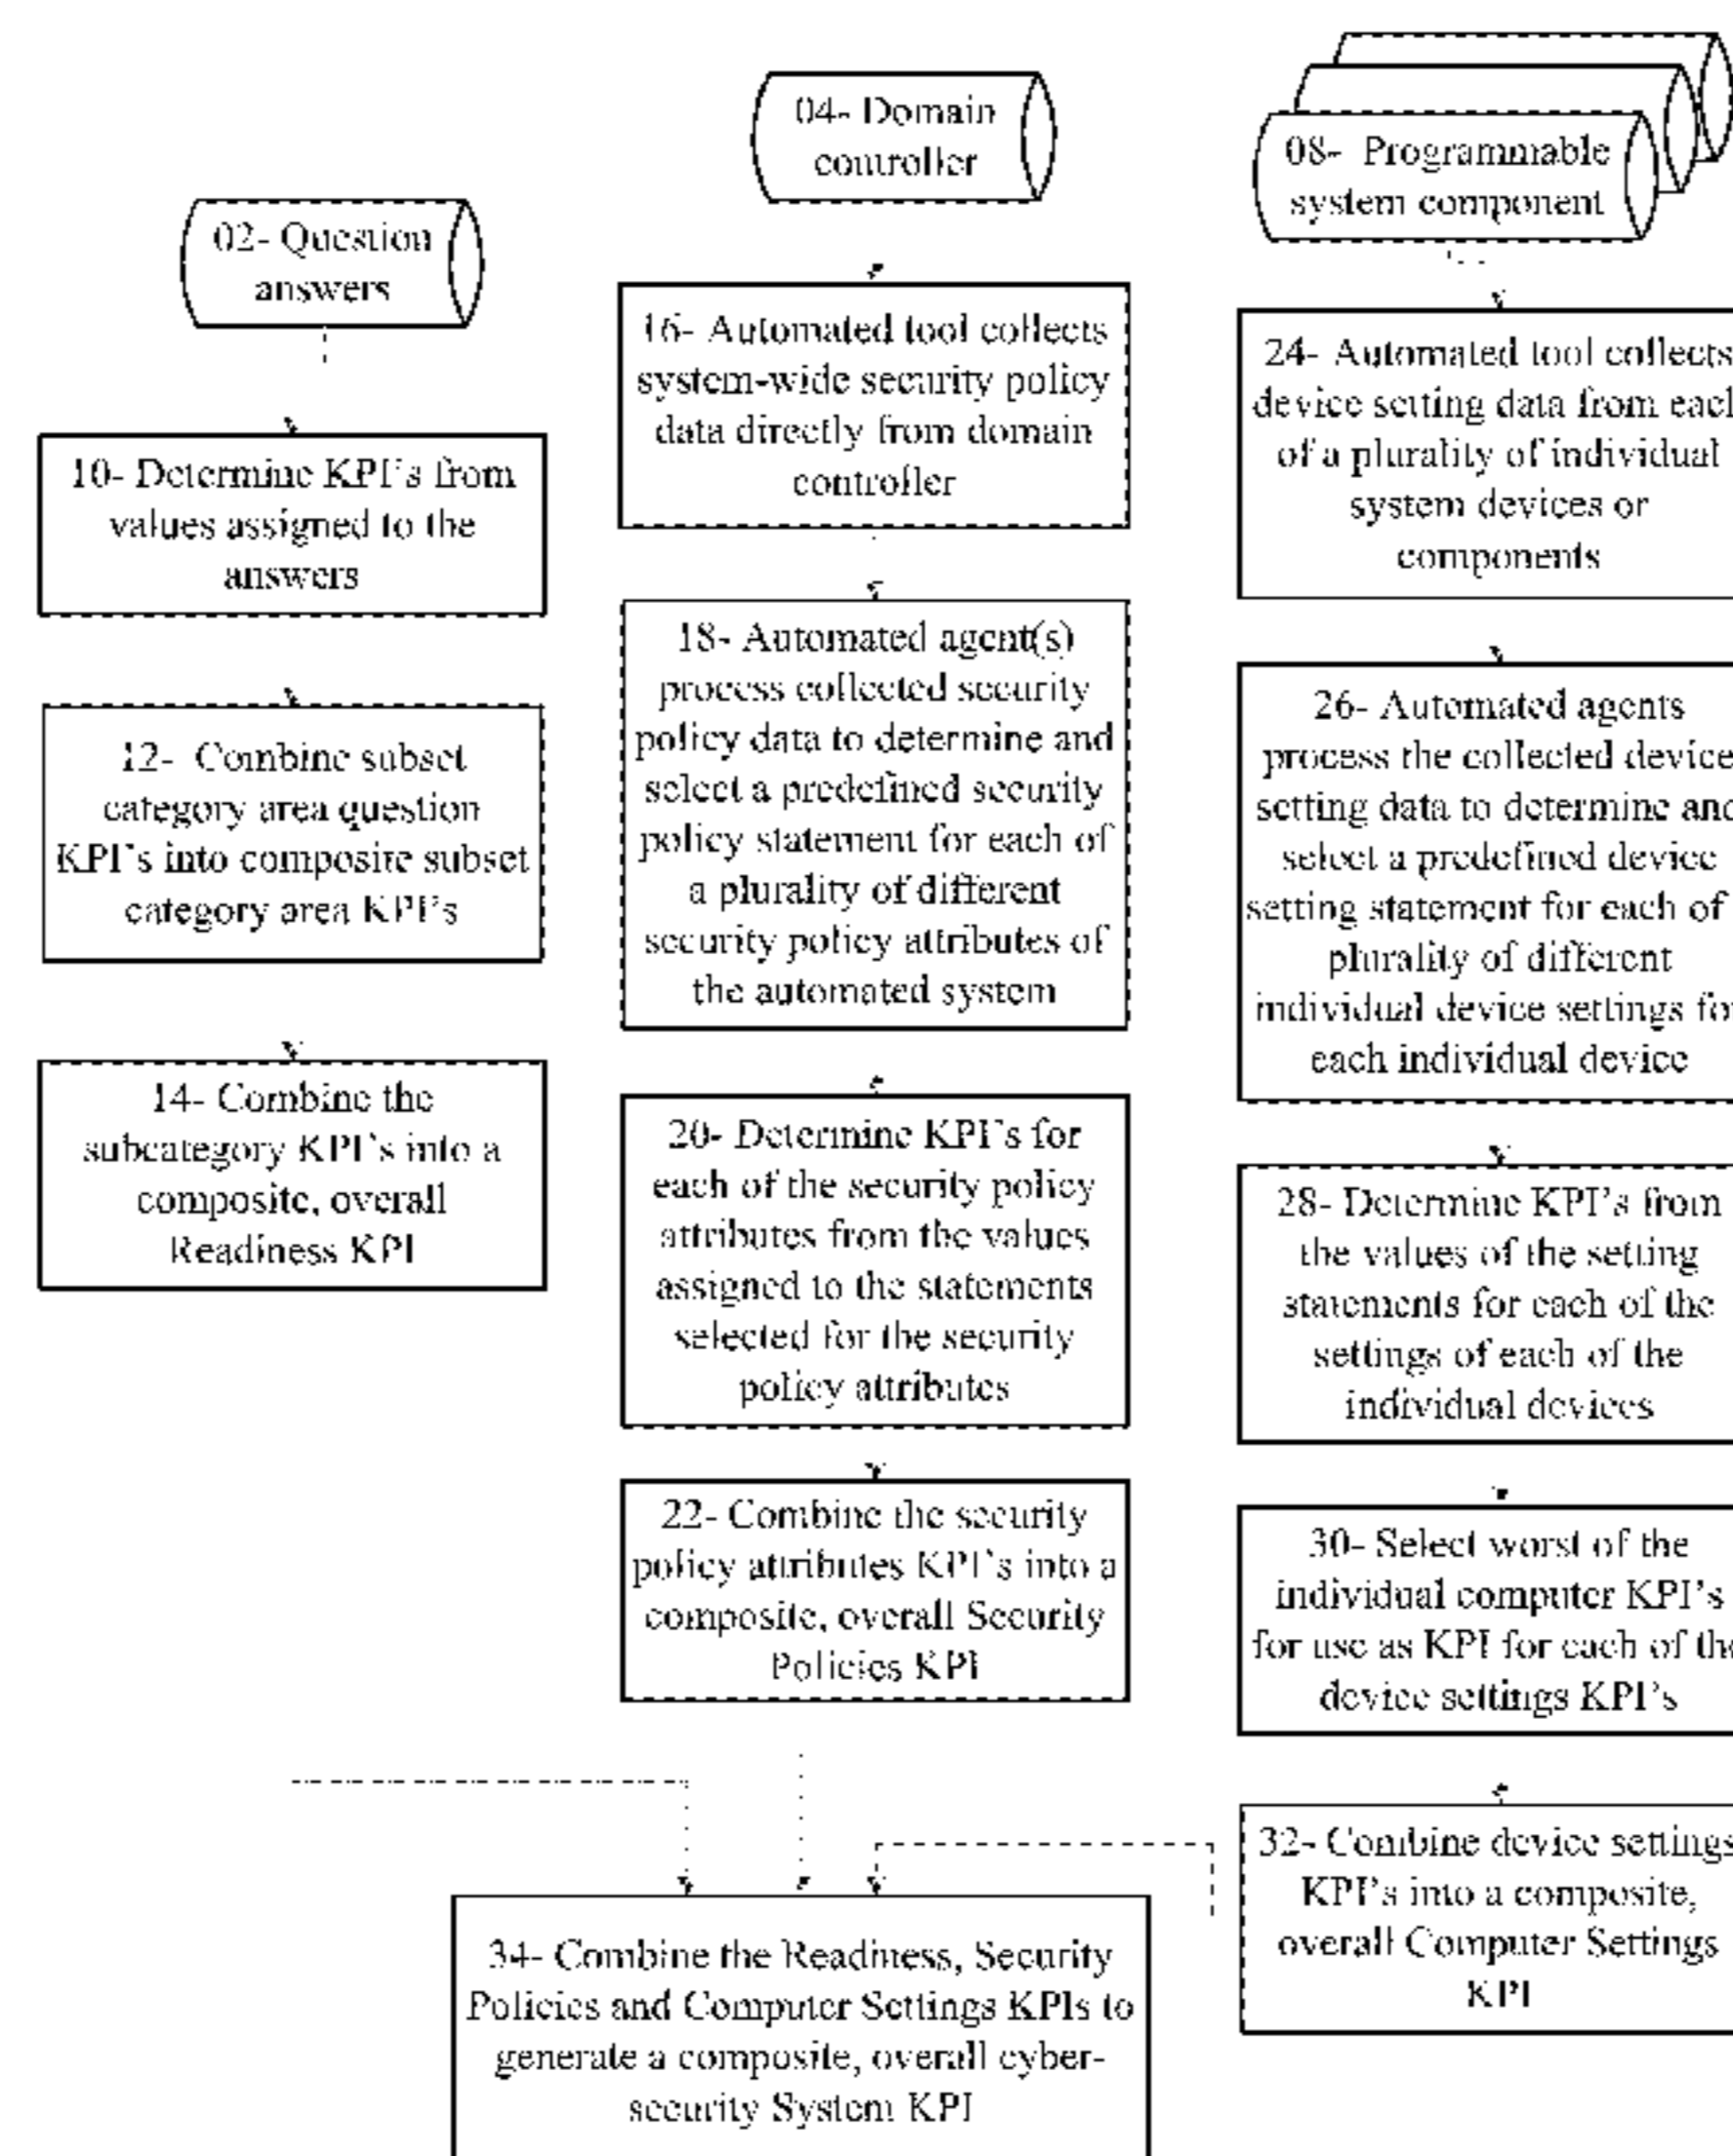 02- Question
answers
10- Determine KPI's from
values assigned to the
answers
12- Combine subset
category area question
KPI's into composite subset
category area KPI's
14- Combine the
subcategory KPI's into a
composite, overall
Readiness KPI
04- Domain
controller
16- Automated tool collects
system-wide security policy
data directly from domain
controller
18- Automated agent(s)
process collected security
policy data to determine and
select a predefined security
policy statement for each of
a plurality of different
security policy attributes of
the automated system
20- Determine KPI's for
each of the security policy
attributes from the values
assigned to the statements
selected for the security
policy attributes
22- Combine the security
policy attributes KPI's into a
composite, overall Security
Policies KPI
08- Programmable
system component
24- Automated tool collects
device setting data from each
of a plurality of individual
system devices or
components
26- Automated agents
process the collected device
setting data to determine and
select a predefined device
setting statement for each of
plurality of different
individual device settings for
each individual device
28- Determine KPI's from
the values of the setting
statements for each of the
settings of each of the
individual devices
30- Select worst of the
individual computer KPI's
for use as KPI for each of the
device settings KPI's
32- Combine device settings
KPI's into a composite,
overall Computer Settings
KPI
34- Combine the Readiness, Security
Policies and Computer Settings KPIs to
generate a composite, overall cyber-
security System KPI